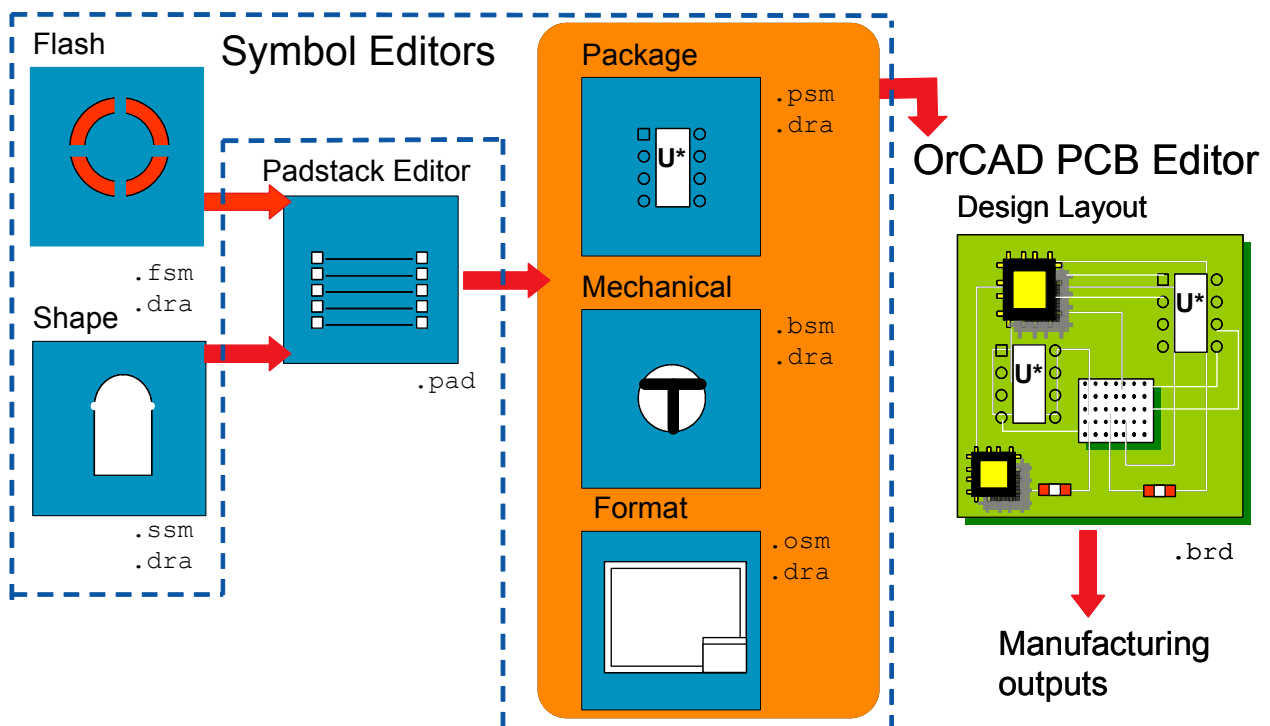 Symbol Editors
Flash
.fsm
.dra
Shape
.ssm
.dra
Padstack Editor
.pad
Package
U*
.psm
.dra
Mechanical
.bsm
.dra
Format
.osm
.dra
OrCAD PCB Editor
Design Layout
U*
U*
.brd
Manufacturing
outputs